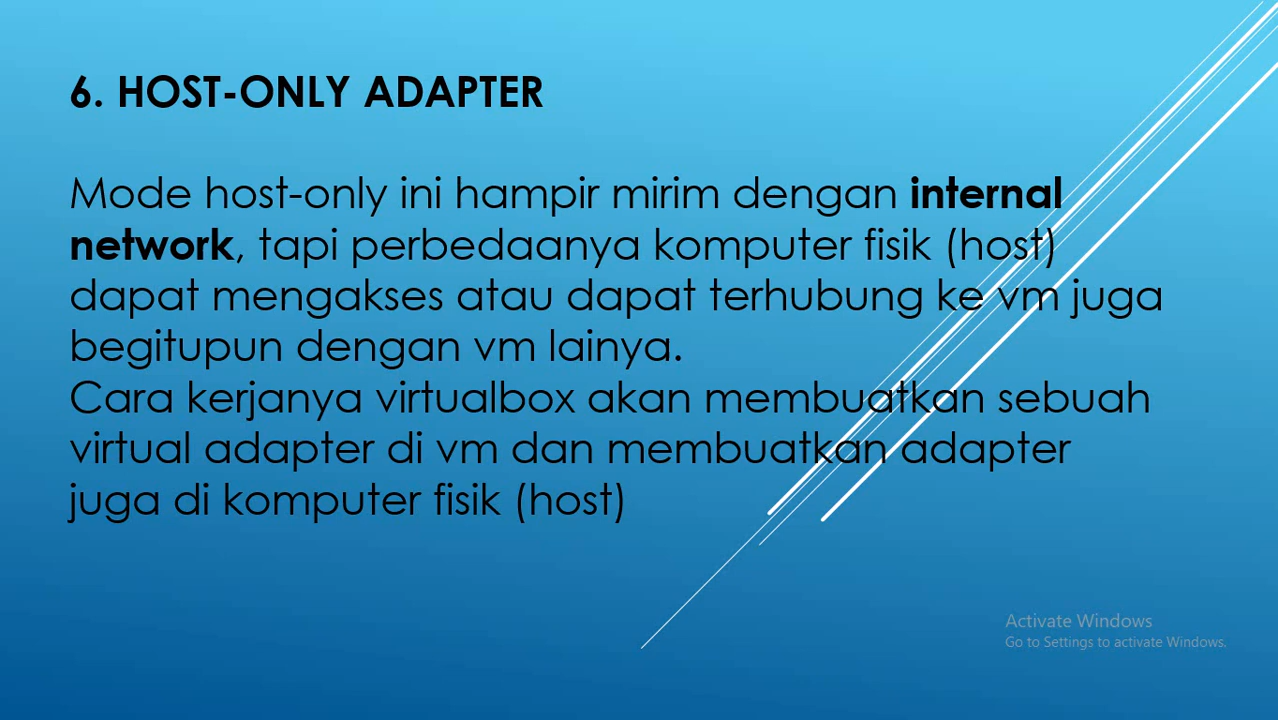 6. HOST-ONLY ADAPTER
Mode host-only ini hampir mirim dengan internal
network, tapi perbedaanya komputer fisik (host)
dapat mengakses atau dapat terhubung ke vm juga
begitupun dengan vm lainya.
Cara kerjanya virtualbox akan membuatkan sebuah
virtual adapter di vm dan membuatkan adapter
juga di komputer fisik (host)
Activate Windows
Go to Settings to activate Windows.